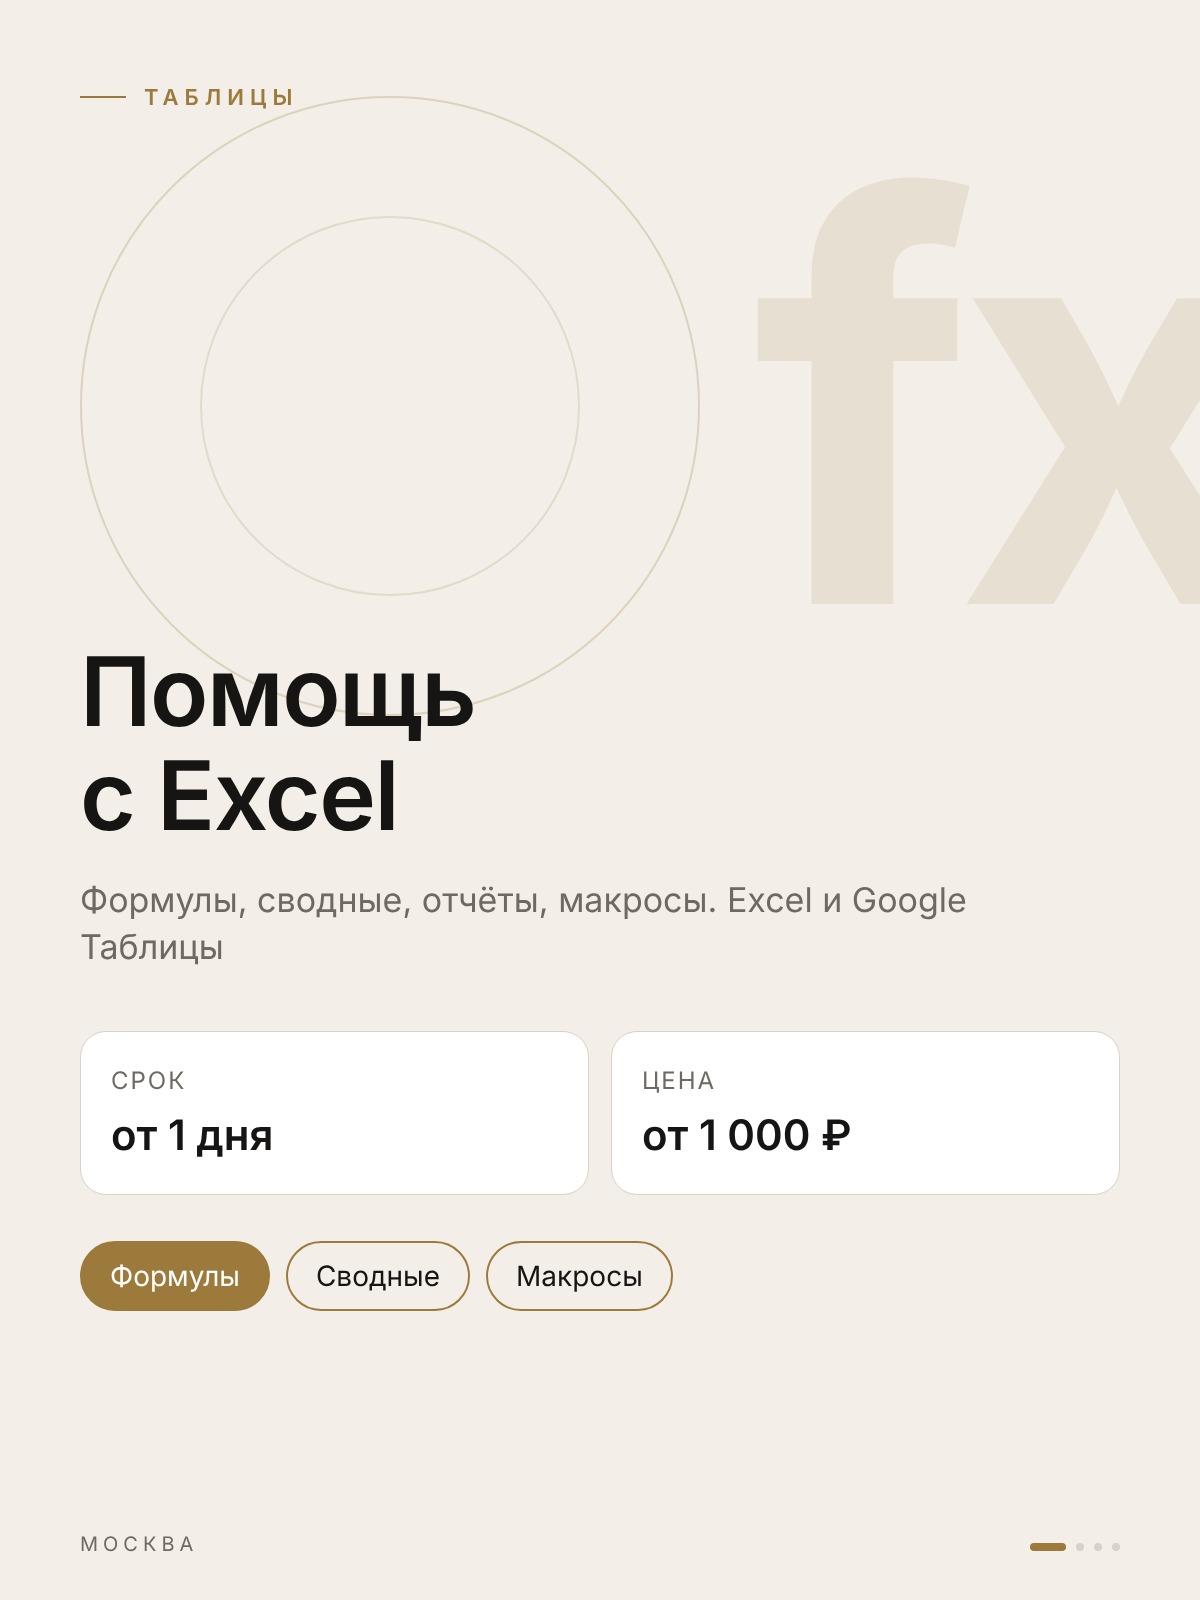 ТАБЛИЦЫ
fx
Помощь
с Excel
Формулы, сводные, отчёты, макросы. Excel и Google
Таблицы
СРОК
от 1 дня
ЦЕНА
от 1 000 ₽
Формулы
Сводные
Макросы
МОСКВА